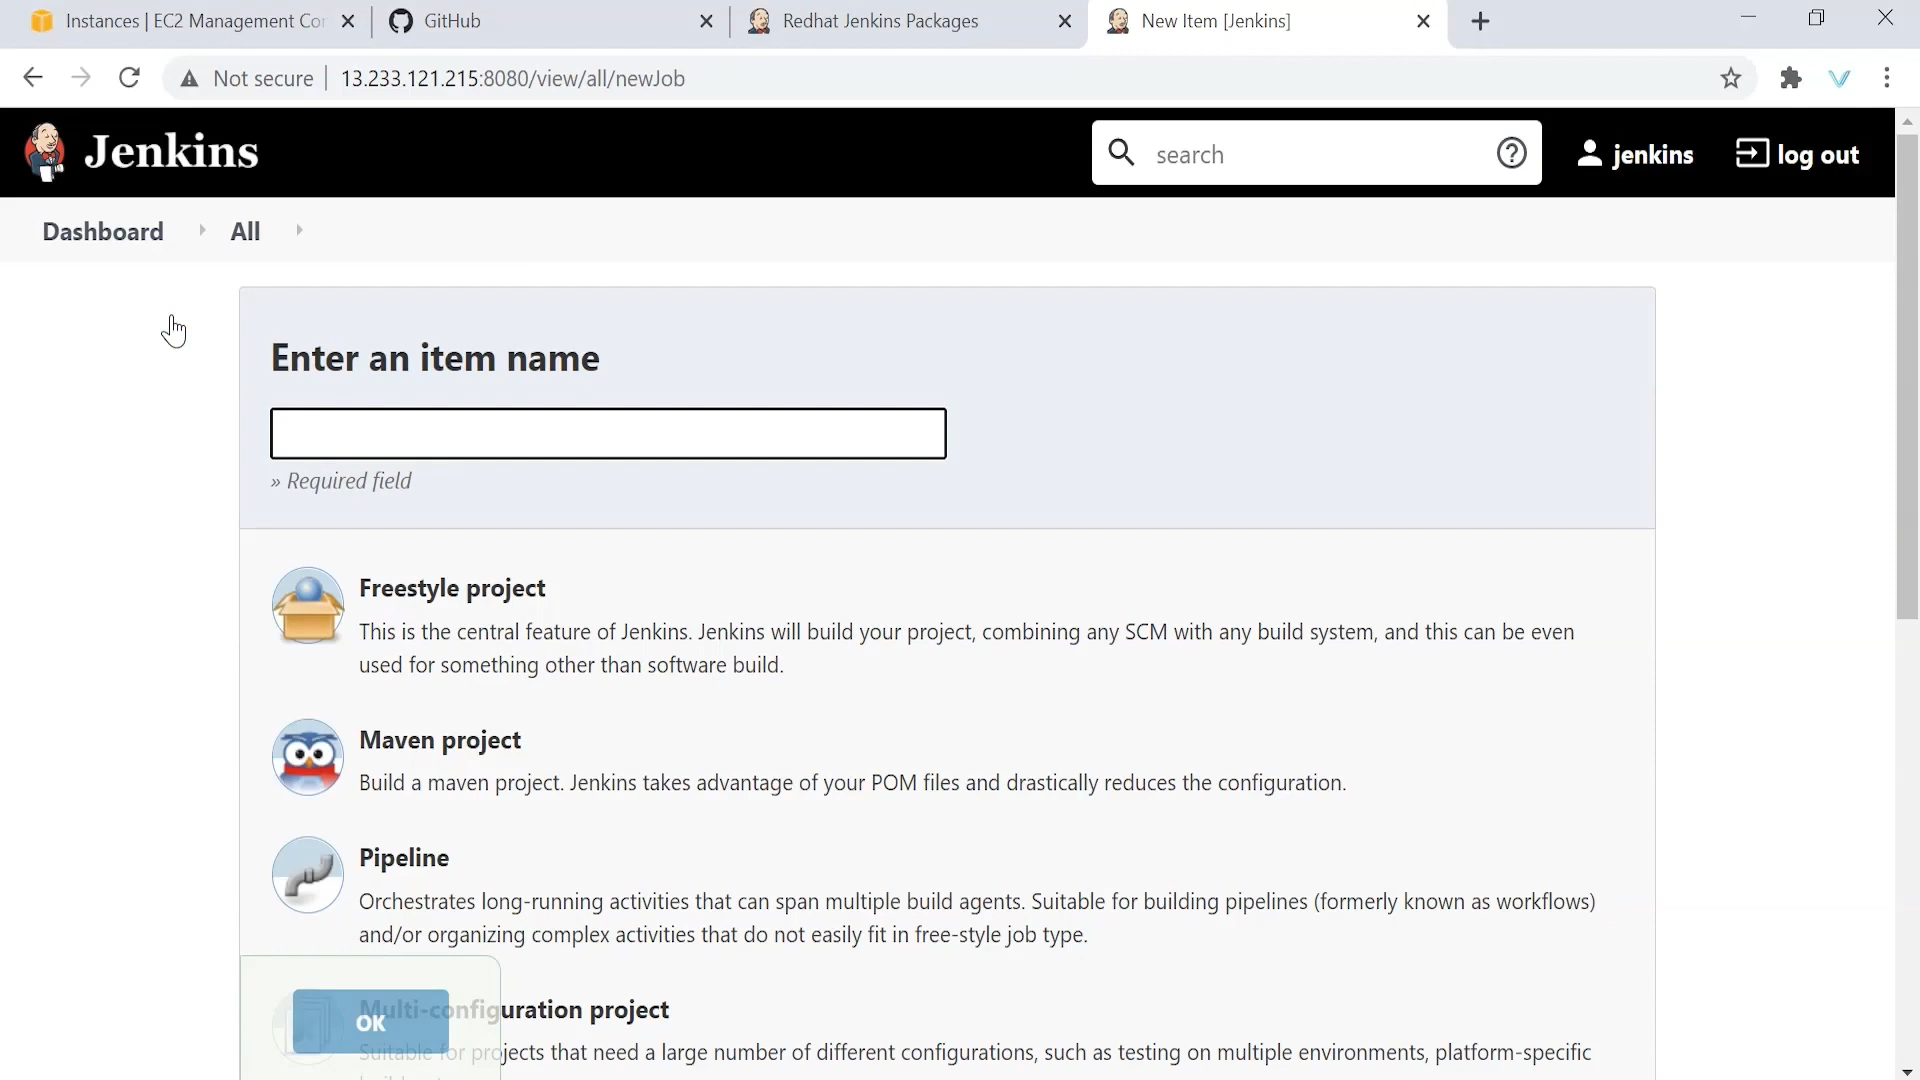 Instances | EC2 Management Co
GitHub
Redhat Jenkins Packages
New Item [Jenkins]
Not secure
13.233.121.215:8080/view/all/newJob
Jenkins
search
jenkins
log out
Dashboard
All
Enter an item name
» Required field
Freestyle project
This is the central feature of Jenkins. Jenkins will build your project, combining any SCM with any build system, and this can be even
used for something other than software build.
Maven project
Build a maven project. Jenkins takes advantage of your POM files and drastically reduces the configuration.
Pipeline
Orchestrates long-running activities that can span multiple build agents. Suitable for building pipelines (formerly known as workflows)
and/or organizing complex activities that do not easily fit in free-style job type.
Multi-configuration project
OK
Suitable for projects that need a large number of different configurations, such as testing on multiple environments, platform-specific